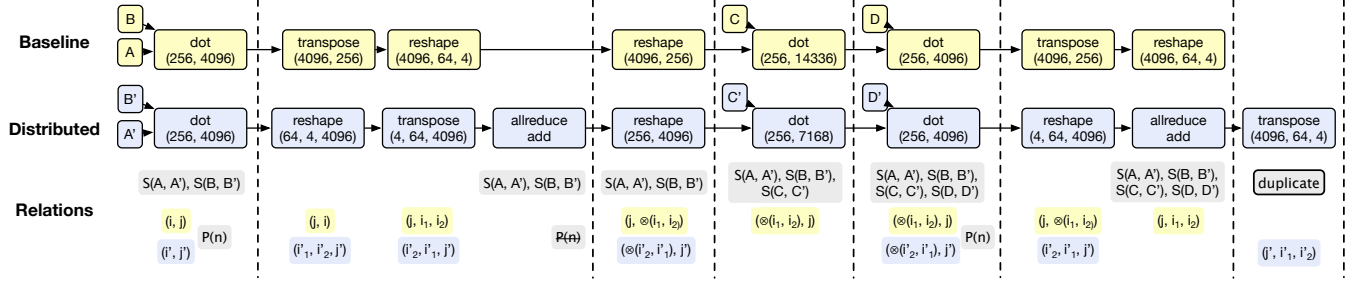 B
C
D
Baseline
A
dot
(256, 4096)
transpose
(4096, 256)
reshape
(4096, 64, 4)
reshape
(4096, 256)
dot
(256, 14336)
dot
(256, 4096)
transpose
(4096, 256)
reshape
(4096, 64, 4)
B'
C'
D'
Distributed
A'
dot
(256, 4096)
reshape
(64, 4, 4096)
transpose
(4, 64, 4096)
allreduce
add
reshape
(256, 4096)
dot
(256, 7168)
dot
(256, 4096)
reshape
(4, 64, 4096)
allreduce
add
transpose
(4096, 64, 4)
Relations
S(A, A'), S(B, B')
S(A, A'), S(B, B')
S(A, A'), S(B, B')
S(A, A'), S(B, B'),
S(C, C')
S(A, A'), S(B, B'),
S(C, C'), S(D, D')
S(A, A'), S(B, B'),
S(C, C'), S(D, D')
duplicate
(i, j)
(j, i)
(j, i₁, i₂)
(j, ⊗(i₁, i₂))
(⊗(i₁, i₂), j)
(⊗(i₁, i₂), j)
(j, ⊗(i₁, i₂))
(j, i₁, i₂)
P(n)
P(n)
P(n)
(i', j')
(i'₁, i'₂, j')
(i'₂, i'₁, j')
(⊗(i'₂, i'₁), j')
(⊗(i'₂, i'₁), j')
(i'₂, i'₁, j')
(j', i'₁, i'₂)